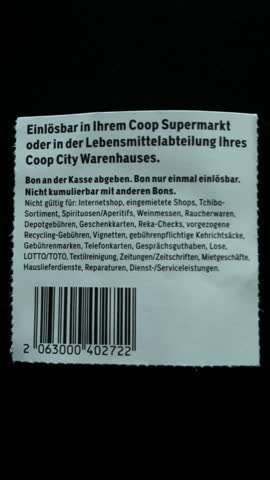 Einlösbar in Ihrem Coop Supermarkt
oder in der Lebensmittelabteilung Ihres
Coop City Warenhauses.
Bon an der Kasse abgeben. Bon nur einmal einlösbar.
Nicht kumulierbar mit anderen Bons.
Nicht gültig für: Internetshop, eingemietete Shops, Tchibo-
Sortiment, Spirituosen/Aperitifs, Weinmessen, Raucherwaren,
Depotgebühren, Geschenkkarten, Reka-Checks, vorgezogene
Recycling-Gebühren, Vignetten, gebührenpflichtige Kehrichtsäcke,
Gebührenmarken, Telefonkarten, Gesprächsguthaben, Lose,
LOTTO/TOTO, Textilreinigung, Zeitungen/Zeitschriften, Mietgeschäfte,
Hauslieferdienste, Reparaturen, Dienst-/Serviceleistungen.
2 063000 402722